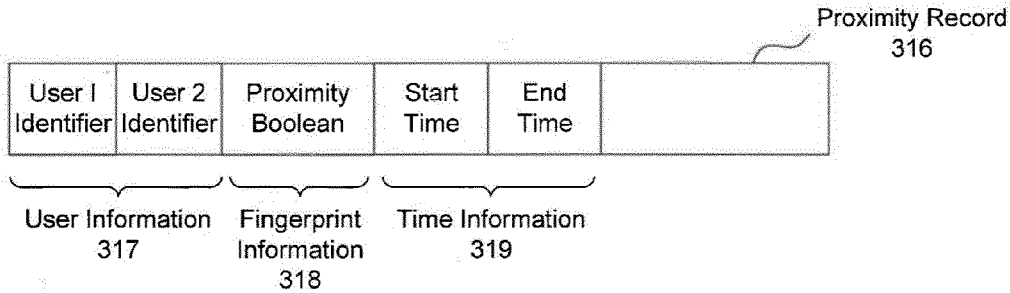 Proximity Record
316
User I
Identifier
User 2
Identifier
Proximity
Boolean
Start
Time
End
Time
User Information
317
Fingerprint
Information
318
Time Information
319